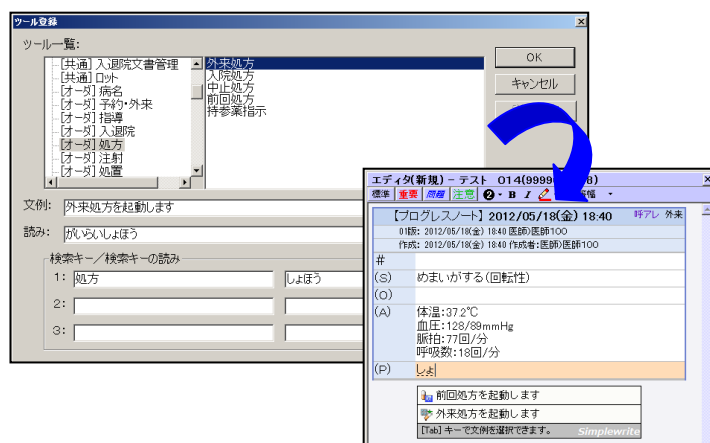 ツール登録
ツール一覧:
[共通] 入退院文書管理
[共通] ロット
[オーダ] 病名
[オーダ] 予約・外来
[オーダ] 指導
[オーダ] 入退院
[オーダ] 処方
[オーダ] 注射
[オーダ] 処置
外来処方
入院処方
中止処方
前回処方
持参薬指示
OK
キャンセル
文例: 外来処方を起動します
読み: がいらいしょほう
検索キー/検索キーの読み
1: 処方 しょほう
2:
3:
エディタ(新規) - テスト 014(9999
標準 重要 問題 注意 B I
【プログレスノート】 2012/05/18(金) 18:40 呼アレ 外来
01版: 2012/05/18(金) 18:40 医師)医師100
作成: 2012/05/18(金) 18:40 作成者:医師)医師100
#
(S) めまいがする(回転性)
(O)
(A) 体温:37.2℃
血圧:128/89mmHg
脈拍:77回/分
呼吸数:18回/分
(P) しょ
前回処方を起動します
外来処方を起動します
[Tab] キーで文例を選択できます。 Simplewrite